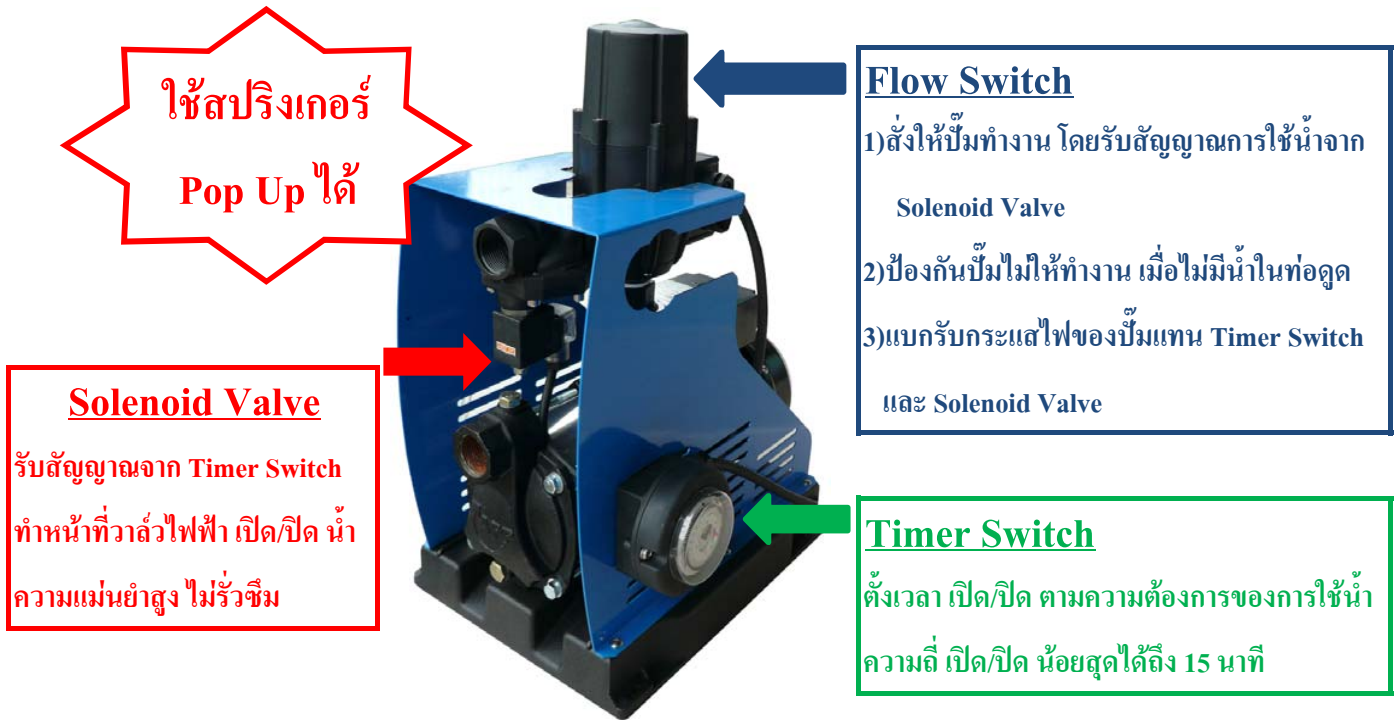 ใช้สปริงเกอร์
Pop Up ได้
Flow Switch
1)สั่งให้ปั๊มทำงาน โดยรับสัญญาณการใช้น้ำจาก
Solenoid Valve
2)ป้องกันปั๊มไม่ให้ทำงาน เมื่อไม่มีน้ำในท่อดูด
3)แบกรับกระแสไฟของปั๊มแทน Timer Switch
และ Solenoid Valve
Solenoid Valve
รับสัญญาณจาก Timer Switch
ทำหน้าที่วาล์วไฟฟ้า เปิด/ปิด น้ำ
ความแม่นยำสูง ไม่รั่วซึม
Timer Switch
ตั้งเวลา เปิด/ปิด ตามความต้องการของการใช้น้ำ
ความถี่ เปิด/ปิด น้อยสุดได้ถึง 15 นาที